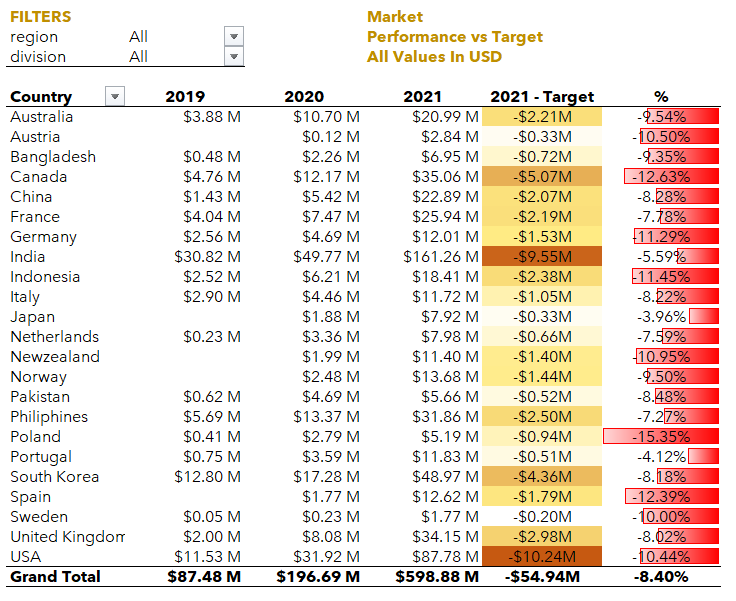 FILTERS Market
region All Performance vs Target
division All All Values In USD
Country 2019 2020 2021 2021 - Target %
Australia $3.88 M $10.70 M $20.99 M -$2.21M -9.54%
Austria $0.12 M $2.84 M -$0.33M -10.50%
Bangladesh $0.48 M $2.26 M $6.95 M -$0.72M -9.35%
Canada $4.76 M $12.17 M $35.06 M -$5.07M -12.63%
China $1.43 M $5.42 M $22.89 M -$2.07M -8.28%
France $4.04 M $7.47 M $25.94 M -$2.19M -7.78%
Germany $2.56 M $4.69 M $12.01 M -$1.53M -11.29%
India $30.82 M $49.77 M $161.26 M -$9.55M -5.59%
Indonesia $2.52 M $6.21 M $18.41 M -$2.38M -11.45%
Italy $2.90 M $4.46 M $11.72 M -$1.05M -8.22%
Japan $1.88 M $7.92 M -$0.33M -3.96%
Netherlands $0.23 M $3.36 M $7.98 M -$0.66M -7.59%
Newzealand $1.99 M $11.40 M -$1.40M -10.95%
Norway $2.48 M $13.68 M -$1.44M -9.50%
Pakistan $0.62 M $4.69 M $5.66 M -$0.52M -8.48%
Philiphines $5.69 M $13.37 M $31.86 M -$2.50M -7.27%
Poland $0.41 M $2.79 M $5.19 M -$0.94M -15.35%
Portugal $0.75 M $3.59 M $11.83 M -$0.51M -4.12%
South Korea $12.80 M $17.28 M $48.97 M -$4.36M -8.18%
Spain $1.77 M $12.62 M -$1.79M -12.39%
Sweden $0.05 M $0.23 M $1.77 M -$0.20M -10.00%
United Kingdom $2.00 M $8.08 M $34.15 M -$2.98M -8.02%
USA $11.53 M $31.92 M $87.78 M -$10.24M -10.44%
Grand Total $87.48 M $196.69 M $598.88 M -$54.94M -8.40%